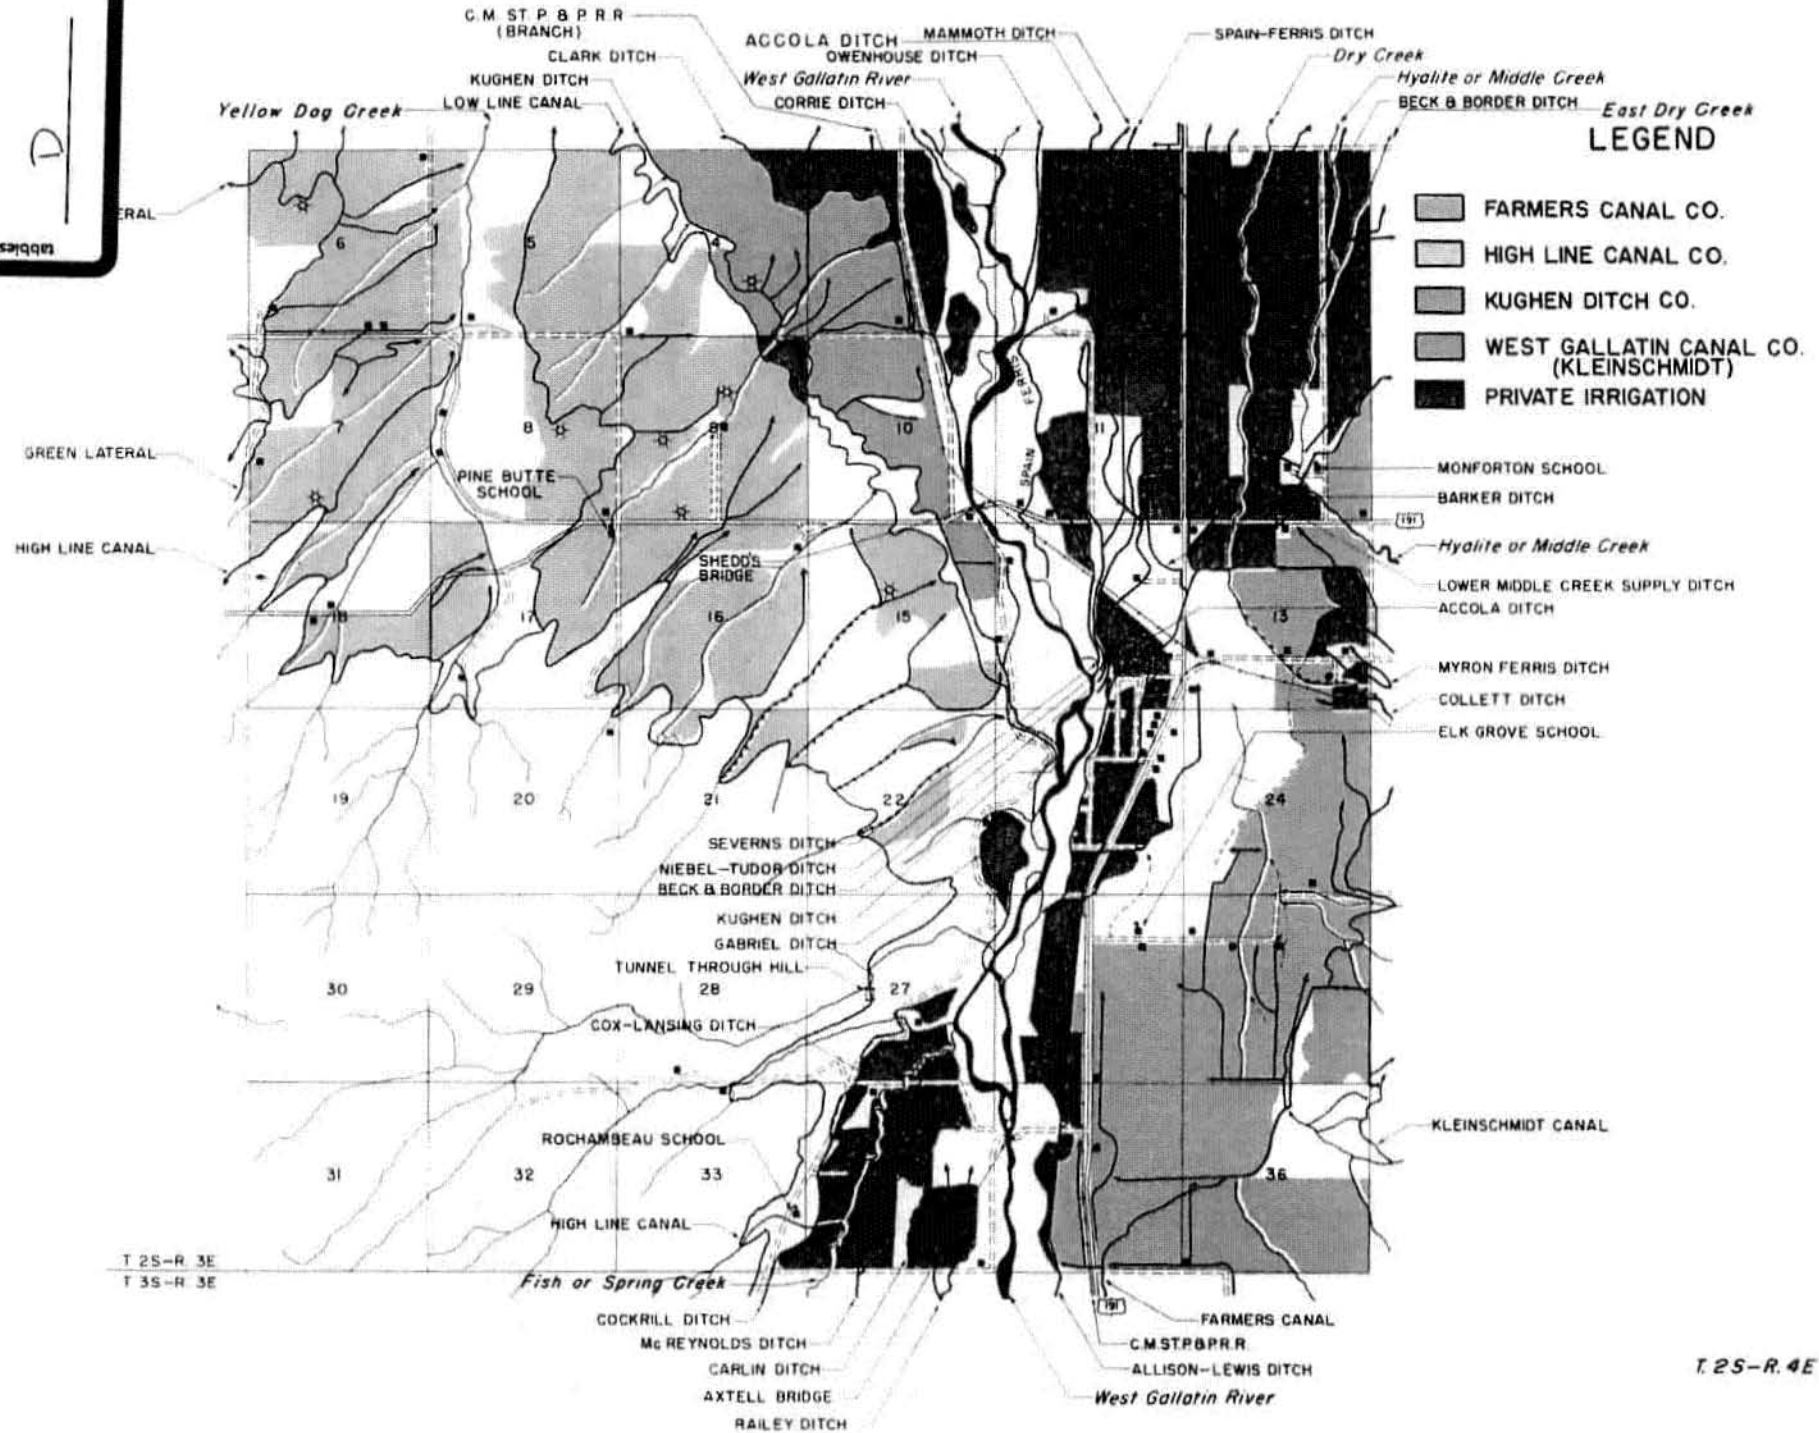 D
tabbies
C.M. ST. P. & P. R R
(BRANCH)
CLARK DITCH
KUGHEN DITCH
LOW LINE CANAL
Yellow Dog Creek
ACCOLA DITCH
MAMMOTH DITCH
OWENHOUSE DITCH
West Gallatin River
CORRIE DITCH
SPAIN-FERRIS DITCH
Dry Creek
Hyalite or Middle Creek
BECK & BORDER DITCH
East Dry Creek
LEGEND
FARMERS CANAL CO.
HIGH LINE CANAL CO.
KUGHEN DITCH CO.
WEST GALLATIN CANAL CO.
(KLEINSCHMIDT)
PRIVATE IRRIGATION
ERAL
6
5
4
SPAIN FERRIS
GREEN LATERAL
7
8
9
10
11
PINE BUTTE
SCHOOL
MONFORTON SCHOOL
BARKER DITCH
191
HIGH LINE CANAL
Hyalite or Middle Creek
SHEDD'S
BRIDGE
LOWER MIDDLE CREEK SUPPLY DITCH
ACCOLA DITCH
18
17
16
15
13
MYRON FERRIS DITCH
COLLETT DITCH
ELK GROVE SCHOOL
19
20
21
22
24
SEVERNS DITCH
NIEBEL-TUDOR DITCH
BECK & BORDER DITCH
KUGHEN DITCH
GABRIEL DITCH
TUNNEL THROUGH HILL
30
29
28
27
COX-LANSING DITCH
ROCHAMBEAU SCHOOL
KLEINSCHMIDT CANAL
31
32
33
36
HIGH LINE CANAL
T 2S-R. 3E
T 3S-R. 3E
Fish or Spring Creek
191
COCKRILL DITCH
FARMERS CANAL
Mc REYNOLDS DITCH
C.M.ST.P.&P.R.R.
CARLIN DITCH
ALLISON-LEWIS DITCH
T. 2S-R. 4E
AXTELL BRIDGE
West Gallatin River
RAILEY DITCH